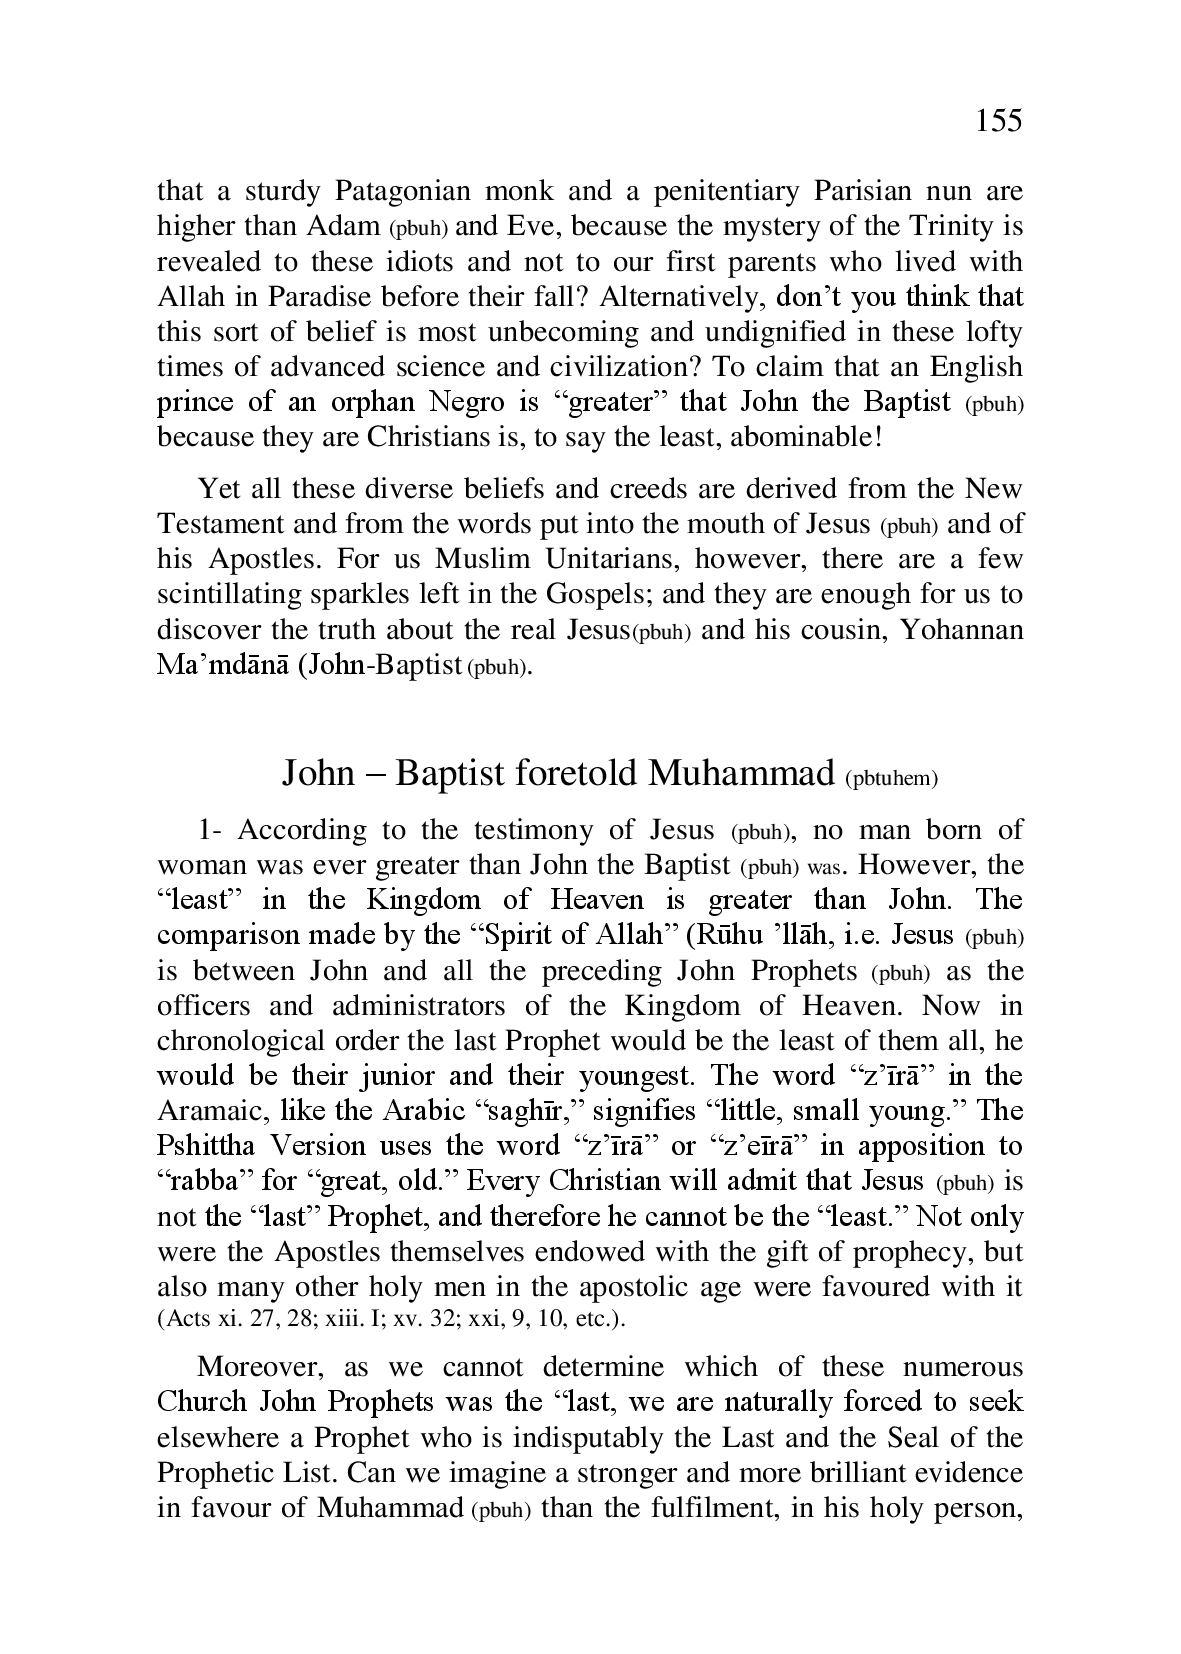 155
that a sturdy Patagonian monk and a penitentiary Parisian nun are
higher than Adam (pbuh) and Eve, because the mystery of the Trinity is
revealed to these idiots and not to our first parents who lived with
Allah in Paradise before their fall? Alternatively, don’t you think that
this sort of belief is most unbecoming and undignified in these lofty
times of advanced science and civilization? To claim that an English
prince of an orphan Negro is “greater” that John the Baptist (pbuh)
because they are Christians is, to say the least, abominable!
Yet all these diverse beliefs and creeds are derived from the New
Testament and from the words put into the mouth of Jesus (pbuh) and of
his Apostles. For us Muslim Unitarians, however, there are a few
scintillating sparkles left in the Gospels; and they are enough for us to
discover the truth about the real Jesus(pbuh) and his cousin, Yohannan
Ma’mdānā (John-Baptist (pbuh).
John – Baptist foretold Muhammad (pbtuhem)
1- According to the testimony of Jesus (pbuh), no man born of
woman was ever greater than John the Baptist (pbuh) was. However, the
“least” in the Kingdom of Heaven is greater than John. The
comparison made by the “Spirit of Allah” (Rūhu ’llāh, i.e. Jesus (pbuh)
is between John and all the preceding John Prophets (pbuh) as the
officers and administrators of the Kingdom of Heaven. Now in
chronological order the last Prophet would be the least of them all, he
would be their junior and their youngest. The word “z’īrā” in the
Aramaic, like the Arabic “saghīr,” signifies “little, small young.” The
Pshittha Version uses the word “z’īrā” or “z’eīrā” in apposition to
“rabba” for “great, old.” Every Christian will admit that Jesus (pbuh) is
not the “last” Prophet, and therefore he cannot be the “least.” Not only
were the Apostles themselves endowed with the gift of prophecy, but
also many other holy men in the apostolic age were favoured with it
(Acts xi. 27, 28; xiii. I; xv. 32; xxi, 9, 10, etc.).
Moreover, as we cannot determine which of these numerous
Church John Prophets was the “last, we are naturally forced to seek
elsewhere a Prophet who is indisputably the Last and the Seal of the
Prophetic List. Can we imagine a stronger and more brilliant evidence
in favour of Muhammad (pbuh) than the fulfilment, in his holy person,